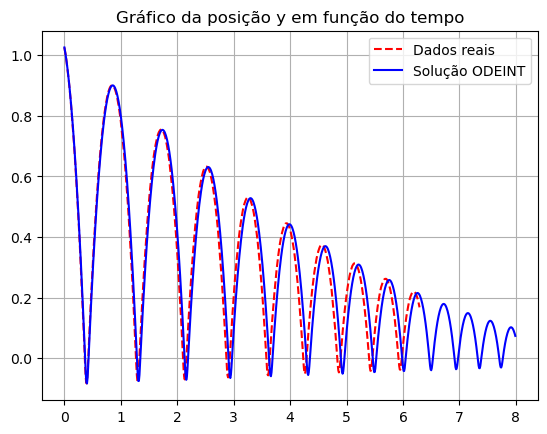 Gráfico da posição y em função do tempo
Dados reais
Solução ODEINT
1.0
0.8
0.6
0.4
0.2
0.0
0 1 2 3 4 5 6 7 8